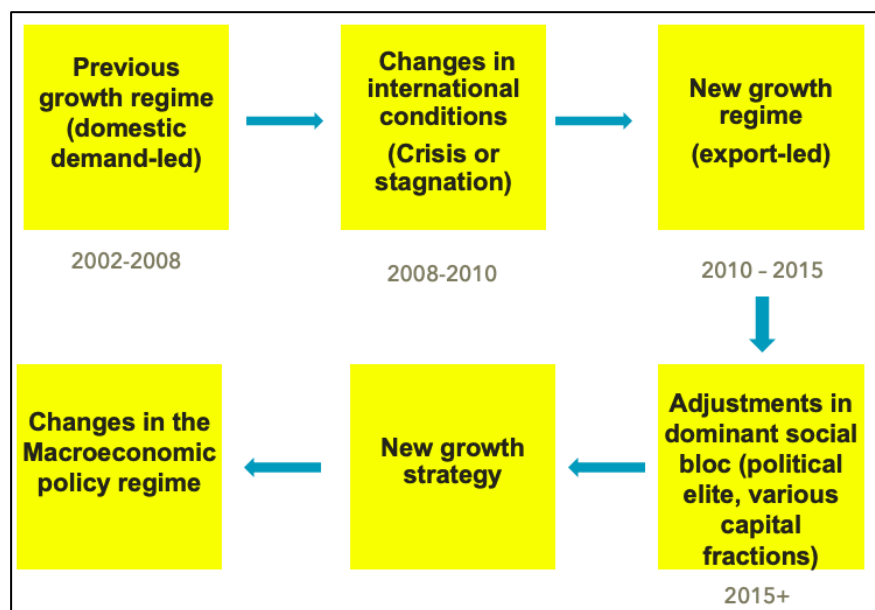 Previous
growth regime
(domestic
demand-led)
2002-2008
Changes in
international
conditions
(Crisis or
stagnation)
2008-2010
New growth
regime
(export-led)
2010 – 2015
Adjustments in
dominant social
bloc (political
elite, various
capital
fractions)
2015+
New growth
strategy
Changes in the
Macroeconomic
policy regime